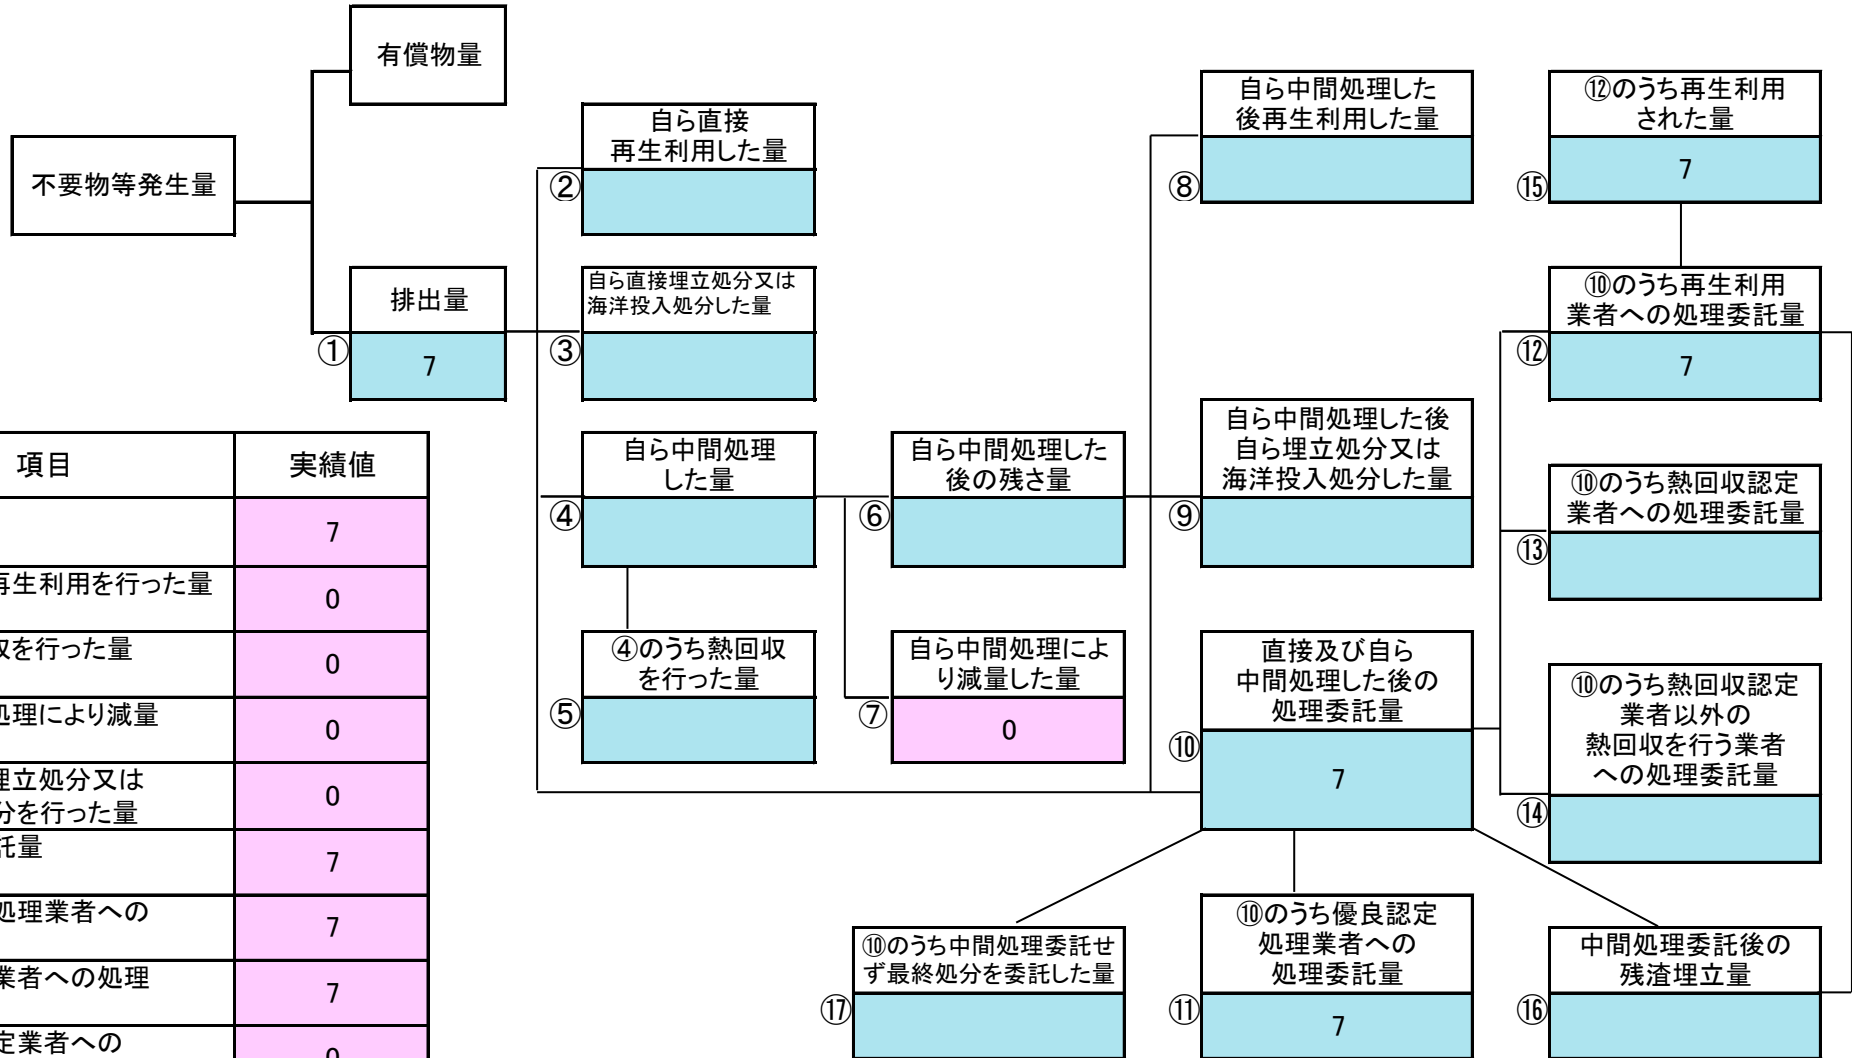 有償物量
不要物等発生量
排出量
①
7
自ら直接
再生利用した量
②
自ら直接埋立処分又は
海洋投入処分した量
③
自ら中間処理
した量
④
④のうち熱回収
を行った量
⑤
自ら中間処理した
後の残さ量
⑥
自ら中間処理によ
り減量した量
⑦
0
自ら中間処理した
後再生利用した量
⑧
自ら中間処理した後
自ら埋立処分又は
海洋投入処分した量
⑨
直接及び自ら
中間処理した後の
処理委託量
⑩
7
⑩のうち優良認定
処理業者への
処理委託量
⑪
7
⑫のうち再生利用
された量
⑮
7
⑩のうち再生利用
業者への処理委託量
⑫
7
⑩のうち熱回収認定
業者への処理委託量
⑬
⑩のうち熱回収認定
業者以外の
熱回収を行う業者
への処理委託量
⑭
中間処理委託後の
残渣埋立量
⑯
⑩のうち中間処理委託せ
ず最終処分を委託した量
⑰
項目 実績値
7
再生利用を行った量 0
を行った量 0
処理により減量 0
埋立処分又は
分を行った量 0
託量 7
処理業者への 7
業者への処理 7
定業者への 0